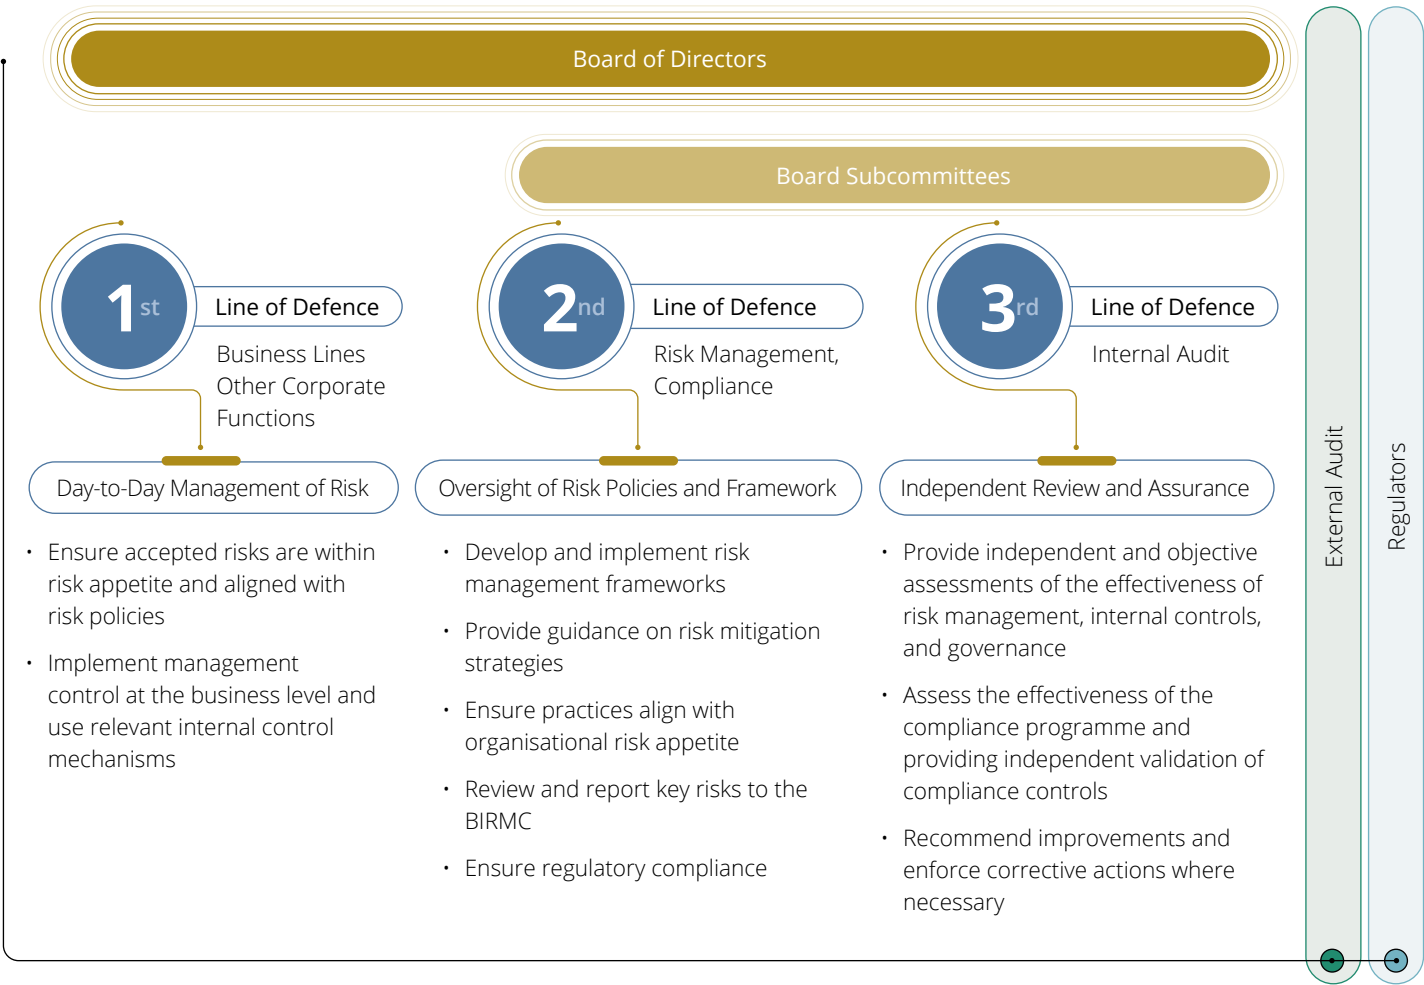 Board of Directors
Board Subcommittees
1st
Line of Defence
Business Lines
Other Corporate
Functions
Day-to-Day Management of Risk
• Ensure accepted risks are within
risk appetite and aligned with
risk policies
• Implement management
control at the business level and
use relevant internal control
mechanisms
2nd
Line of Defence
Risk Management,
Compliance
Oversight of Risk Policies and Framework
• Develop and implement risk
management frameworks
• Provide guidance on risk mitigation
strategies
• Ensure practices align with
organisational risk appetite
• Review and report key risks to the
BIRMC
• Ensure regulatory compliance
3rd
Line of Defence
Internal Audit
Independent Review and Assurance
• Provide independent and objective
assessments of the effectiveness of
risk management, internal controls,
and governance
• Assess the effectiveness of the
compliance programme and
providing independent validation of
compliance controls
• Recommend improvements and
enforce corrective actions where
necessary
External Audit
Regulators